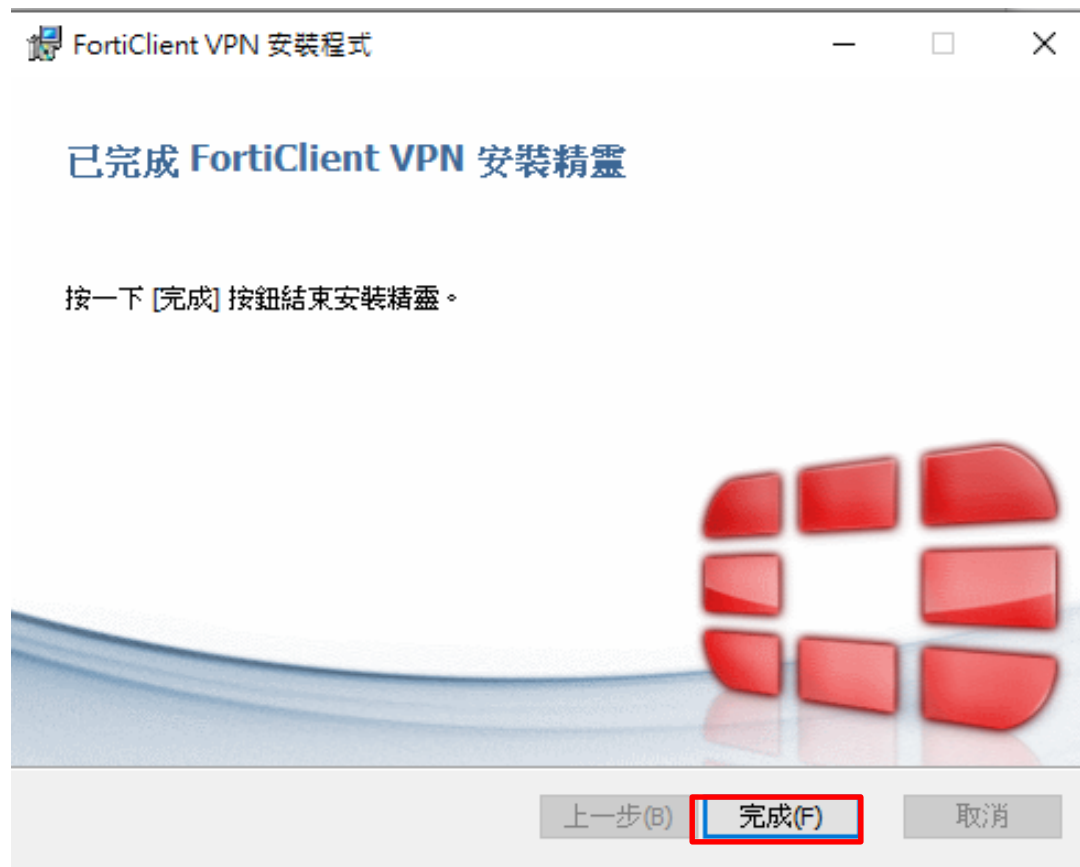 FortiClient VPN 安裝程式
已完成 FortiClient VPN 安裝精靈
按一下 [完成] 按鈕結束安裝精靈。
上一步(B) 完成(F) 取消